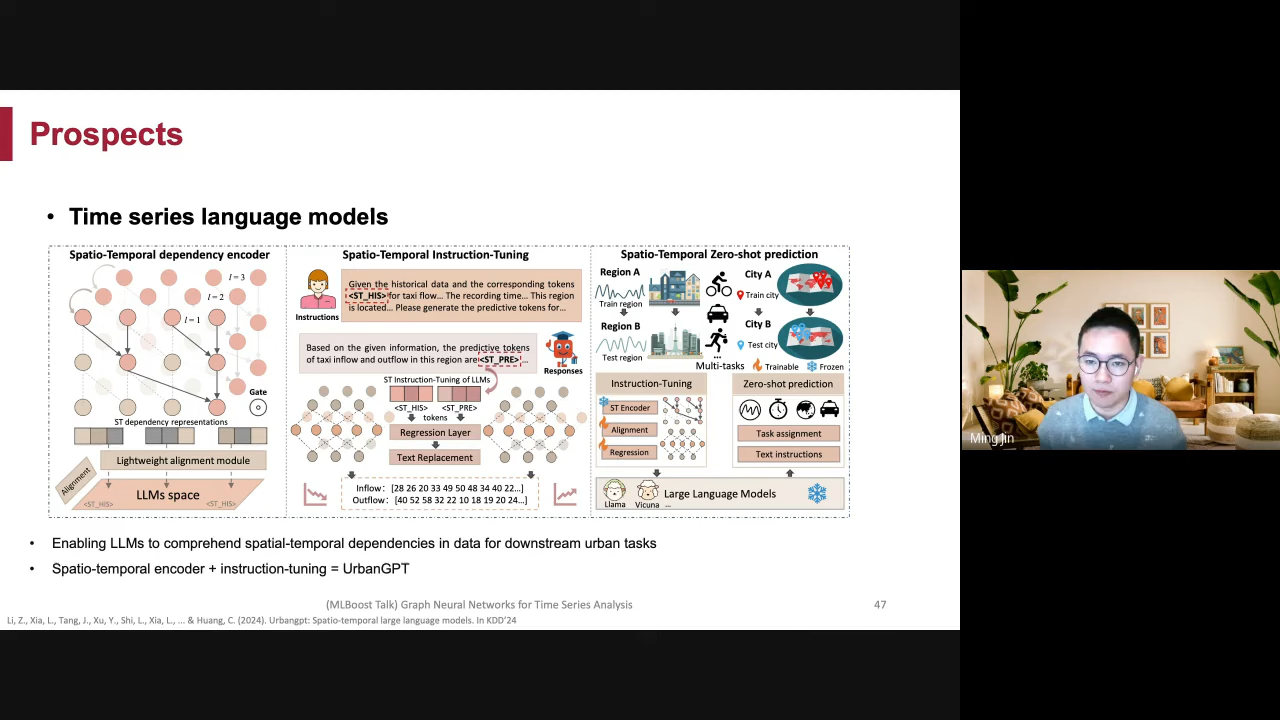 Prospects
• Time series language models
Spatio-Temporal dependency encoder
l = 3
l = 2
l = 1
Gate
ST dependency representations
Lightweight alignment module
Alignment
LLMs space
<ST_HIS>
<ST_HIS>
Spatio-Temporal Instruction-Tuning
Instructions
Given the historical data and the corresponding tokens
<ST_HIS> for taxi flow... The recording time... This region
is located... Please generate the predictive tokens for...
Based on the given information, the predictive tokens
of taxi inflow and outflow in this region are <ST_PRE>...
Responses
ST Instruction-Tuning of LLMs
<ST_HIS> <ST_PRE>
tokens
Regression Layer
Text Replacement
Inflow: [28 26 20 33 49 50 48 34 40 22...]
Outflow: [40 52 58 32 22 10 18 19 20 24...]
Spatio-Temporal Zero-shot prediction
Region A
Train region
Region B
Test region
City A
Train city
City B
Test city
...
Multi-tasks
Trainable
Frozen
Instruction-Tuning
ST Encoder
Alignment
Regression
Zero-shot prediction
Task assignment
Text instructions
Llama
Vicuna
...
Large Language Models
• Enabling LLMs to comprehend spatial-temporal dependencies in data for downstream urban tasks
• Spatio-temporal encoder + instruction-tuning = UrbanGPT
(MLBoost Talk) Graph Neural Networks for Time Series Analysis
47
Li, Z., Xia, L., Tang, J., Xu, Y., Shi, L., Xia, L., ... & Huang, C. (2024). Urbangpt: Spatio-temporal large language models. In KDD'24
Ming Jin